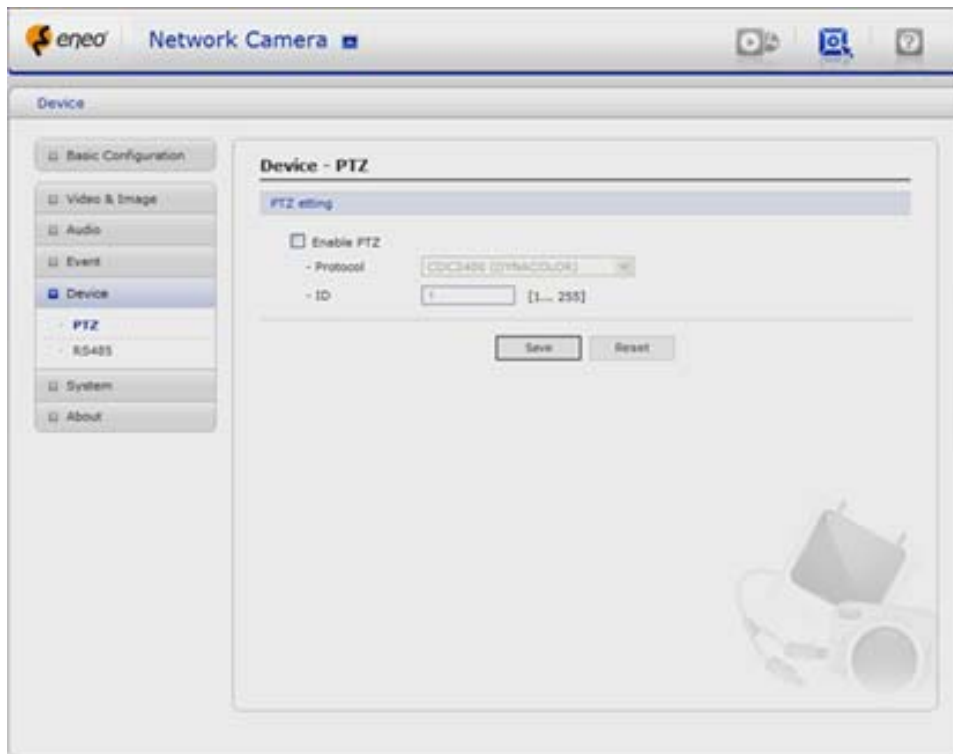 eneo
Network Camera
Device
Basic Configuration
Video & Image
Audio
Event
Device
PTZ
RS485
System
About
Device - PTZ
PTZ etting
Enable PTZ
- Protocol
(DYNACOLOR)
- ID
[1... 255]
Save
Reset